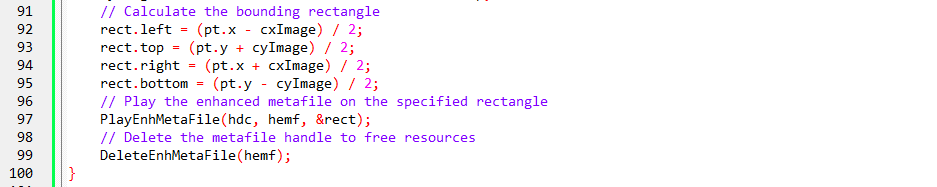 91 // Calculate the bounding rectangle
92 rect.left = (pt.x - cxImage) / 2;
93 rect.top = (pt.y + cyImage) / 2;
94 rect.right = (pt.x + cxImage) / 2;
95 rect.bottom = (pt.y - cyImage) / 2;
96 // Play the enhanced metafile on the specified rectangle
97 PlayEnhMetaFile(hdc, hemf, &rect);
98 // Delete the metafile handle to free resources
99 DeleteEnhMetaFile(hemf);
100 }